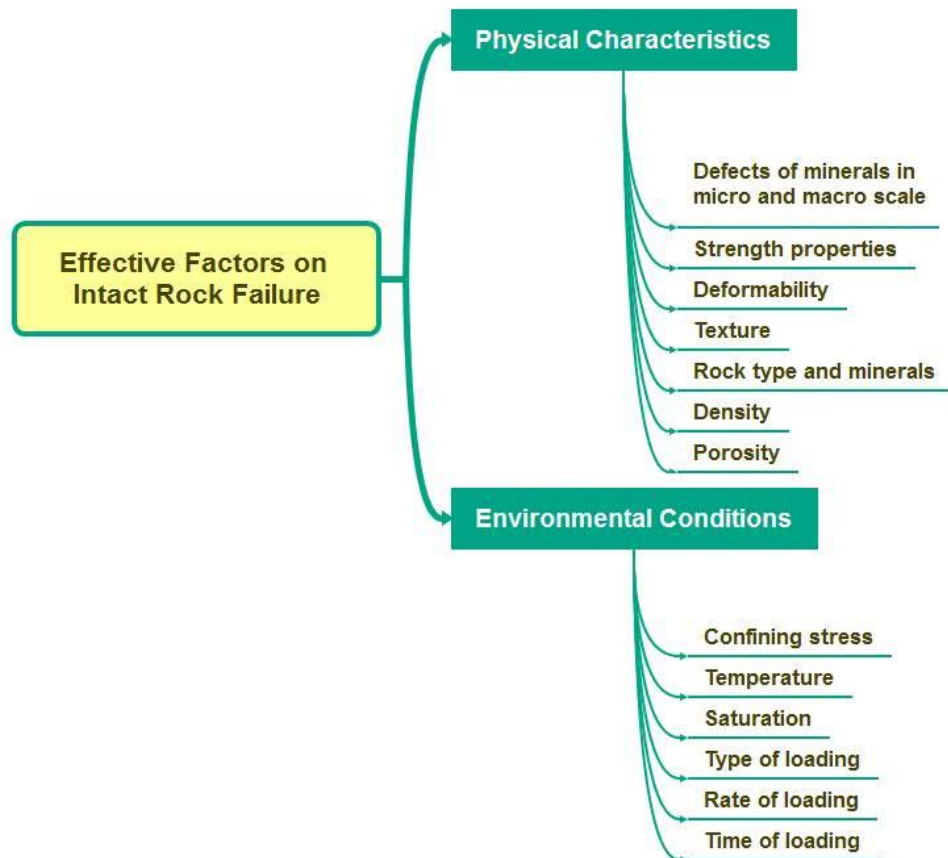 Physical Characteristics
Defects of minerals in
micro and macro scale
Strength properties
Deformability
Texture
Rock type and minerals
Density
Porosity
Effective Factors on
Intact Rock Failure
Environmental Conditions
Confining stress
Temperature
Saturation
Type of loading
Rate of loading
Time of loading